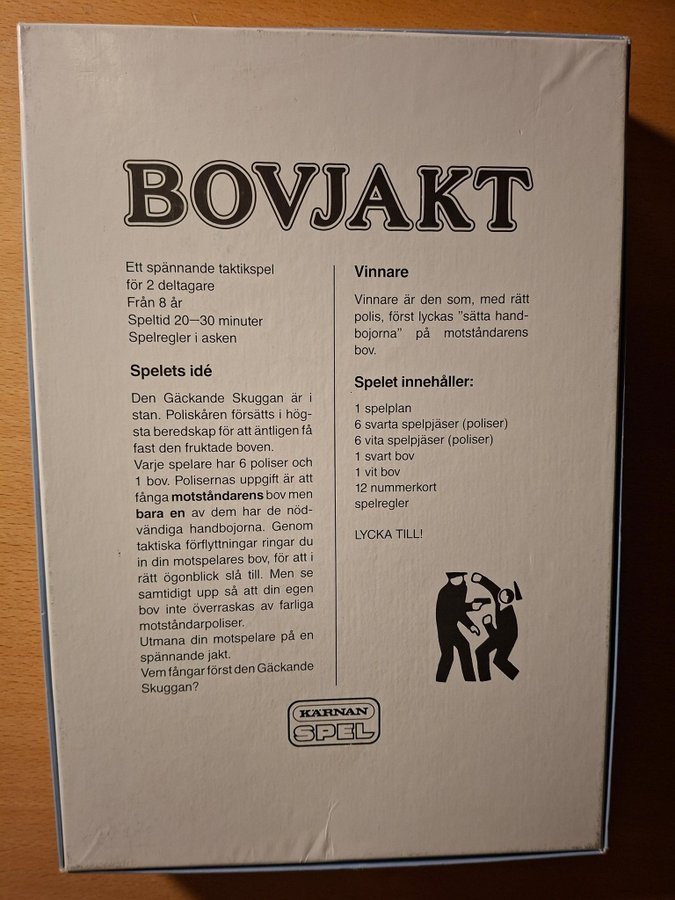 BOVJAKT
Ett spännande taktikspel
för 2 deltagare
Från 8 år
Speltid 20—30 minuter
Spelregler i asken
Spelets idé
Den Gäckande Skuggan är i
stan. Poliskåren försätts i hög-
sta beredskap för att äntligen få
fast den fruktade boven.
Varje spelare har 6 poliser och
1 bov. Polisernas uppgift är att
fånga motståndarens bov men
bara en av dem har de nöd-
vändiga handbojorna. Genom
taktiska förflyttningar ringar du
in din motspelares bov, för att i
rätt ögonblick slå till. Men se
samtidigt upp så att din egen
bov inte överraskas av farliga
motståndarpoliser.
Utmana din motspelare på en
spännande jakt.
Vem fångar först den Gäckande
Skuggan?
Vinnare
Vinnare är den som, med rätt
polis, först lyckas ”sätta hand-
bojorna” på motståndarens
bov.
Spelet innehåller:
1 spelplan
6 svarta spelpjäser (poliser)
6 vita spelpjäser (poliser)
1 svart bov
1 vit bov
12 nummerkort
spelregler
LYCKA TILL!
KÄRNAN
SPEL